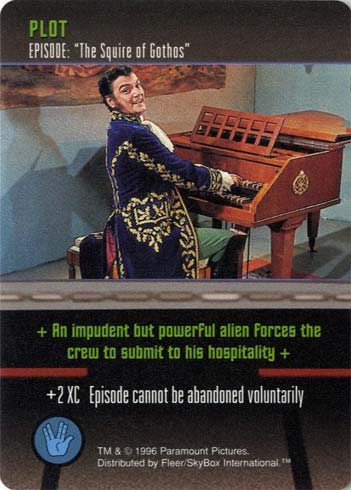 PLOT
EPISODE: "The Squire of Gothos"
+ An impudent but powerful alien forces the
crew to submit to his hospitality +
+2 XC Episode cannot be abandoned voluntarily
TM & © 1996 Paramount Pictures.
Distributed by Fleer/SkyBox International.™